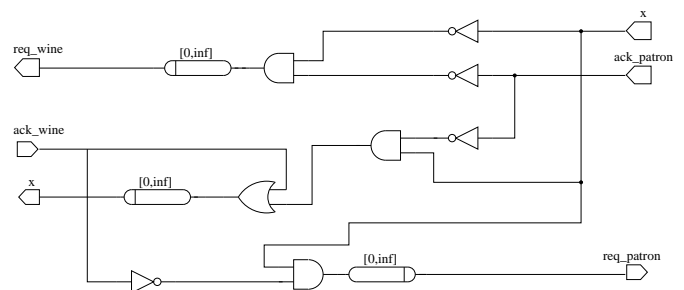 x
req_wine
[0,inf]
ack_patron
ack_wine
x
[0,inf]
[0,inf]
req_patron